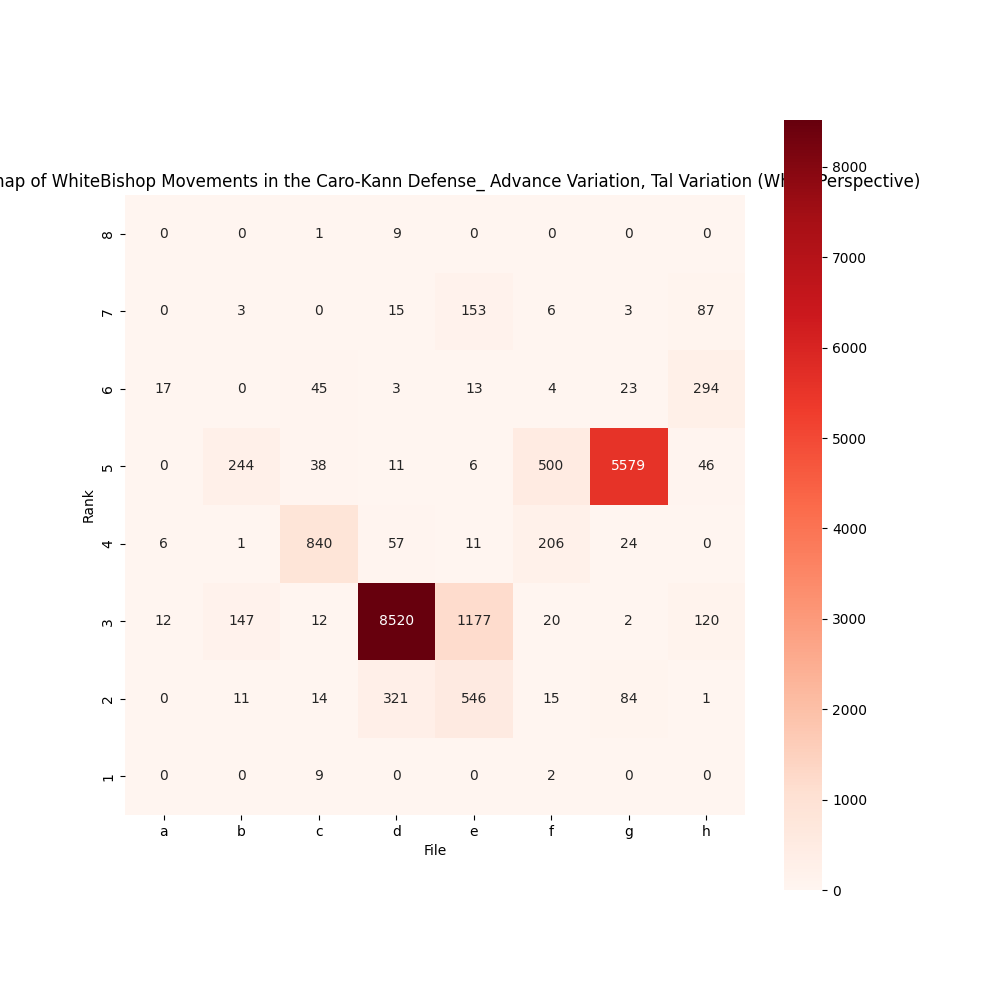 map of WhiteBishop Movements in the Caro-Kann Defense_ Advance Variation, Tal Variation (White Perspective)
8 0 0 1 9 0 0 0 0
7 0 3 0 15 153 6 3 87
6 17 0 45 3 13 4 23 294
5 0 244 38 11 6 500 5579 46
4 6 1 840 57 11 206 24 0
3 12 147 12 8520 1177 20 2 120
2 0 11 14 321 546 15 84 1
1 0 0 9 0 0 2 0 0
a b c d e f g h
File
Rank
8000
7000
6000
5000
4000
3000
2000
1000
0